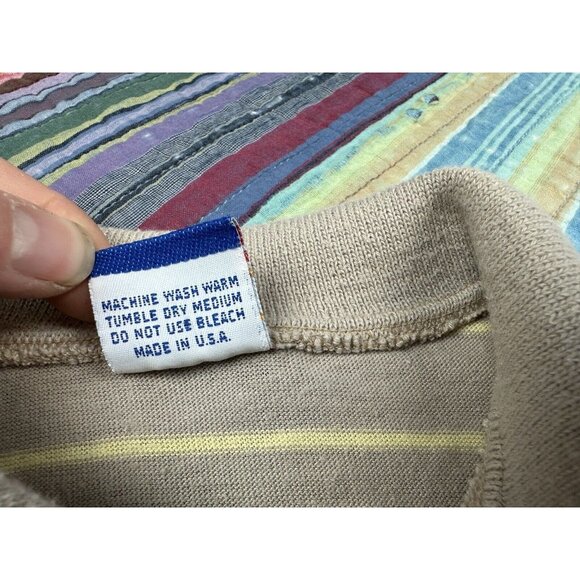 MACHINE WASH WARM
TUMBLE DRY MEDIUM
DO NOT USE BLEACH
MADE IN U.S.A.